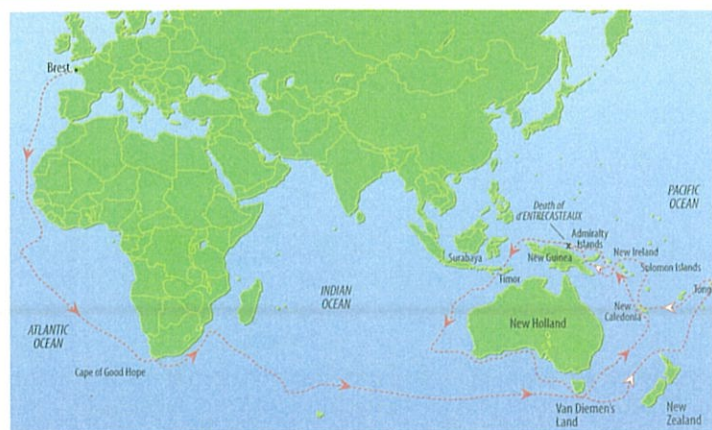 Brest
PACIFIC
OCEAN
Death of
d'ENTRECASTEAUX
Admiralty
Islands
New Ireland
Surabaya
New Guinea
Solomon Islands
Timor
INDIAN
OCEAN
New
Caledonia
New Holland
ATLANTIC
OCEAN
Cape of Good Hope
Van Diemen's
Land
New
Zealand